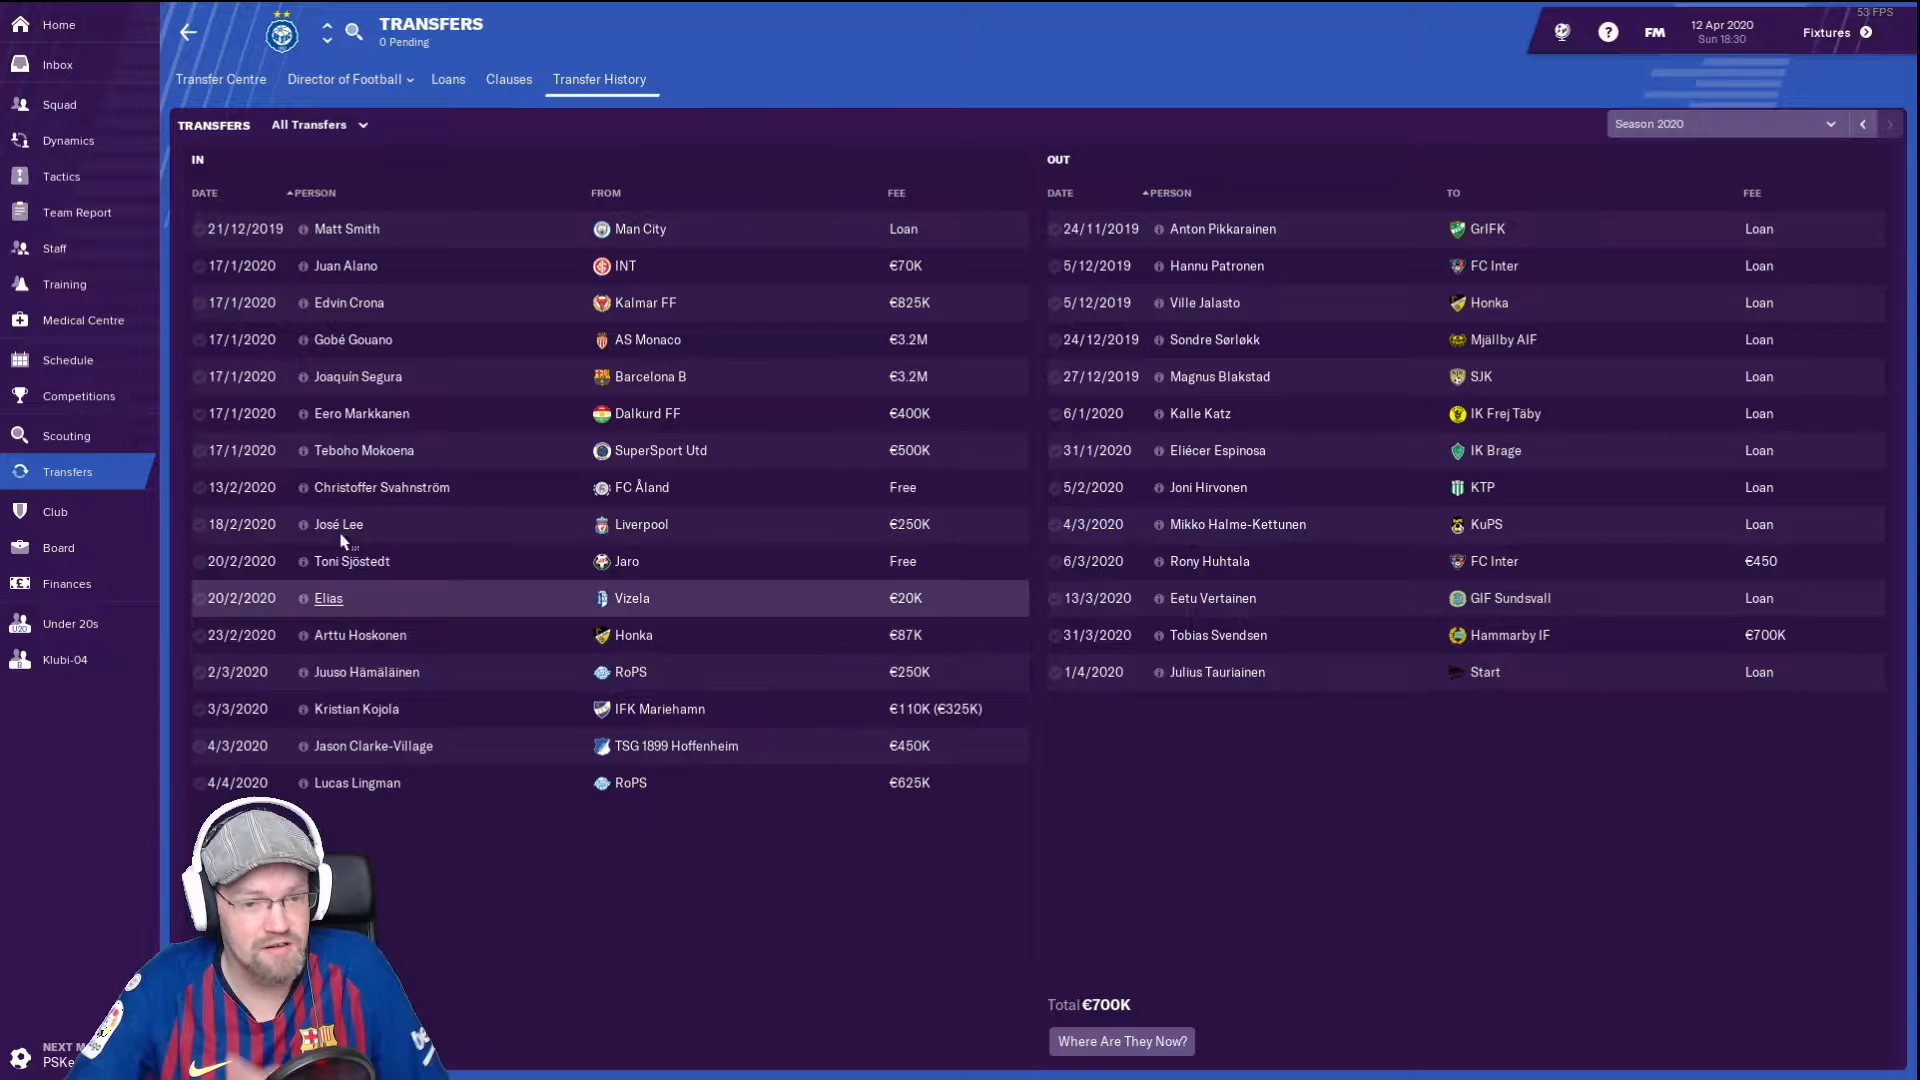 53 FPS
Home
Inbox
Squad
Dynamics
Tactics
Team Report
Staff
Training
Medical Centre
Schedule
Competitions
Scouting
Transfers
Club
Board
Finances
U20 Under 20s
B Klubi-04
TRANSFERS
0 Pending
? FM 12 Apr 2020 Fixtures
Sun 18:30
Transfer Centre Director of Football Loans Clauses Transfer History
TRANSFERS All Transfers Season 2020
IN
DATE PERSON FROM FEE
21/12/2019 Matt Smith Man City Loan
17/1/2020 Juan Alano INT €70K
17/1/2020 Edvin Crona Kalmar FF €825K
17/1/2020 Gobé Gouano AS Monaco €3.2M
17/1/2020 Joaquín Segura Barcelona B €3.2M
17/1/2020 Eero Markkanen Dalkurd FF €400K
17/1/2020 Teboho Mokoena SuperSport Utd €500K
13/2/2020 Christoffer Svahnström FC Åland Free
18/2/2020 José Lee Liverpool €250K
20/2/2020 Toni Sjöstedt Jaro Free
20/2/2020 Elias Vizela €20K
23/2/2020 Arttu Hoskonen Honka €87K
2/3/2020 Juuso Hämäläinen RoPS €250K
3/3/2020 Kristian Kojola IFK Mariehamn €110K (€325K)
4/3/2020 Jason Clarke-Village TSG 1899 Hoffenheim €450K
4/4/2020 Lucas Lingman RoPS €625K
OUT
DATE PERSON TO FEE
24/11/2019 Anton Pikkarainen GrIFK Loan
5/12/2019 Hannu Patronen FC Inter Loan
5/12/2019 Ville Jalasto Honka Loan
24/12/2019 Sondre Sørløkk Mjällby AIF Loan
27/12/2019 Magnus Blakstad SJK Loan
6/1/2020 Kalle Katz IK Frej Täby Loan
31/1/2020 Eliécer Espinosa IK Brage Loan
5/2/2020 Joni Hirvonen KTP Loan
4/3/2020 Mikko Halme-Kettunen KuPS Loan
6/3/2020 Rony Huhtala FC Inter €450
13/3/2020 Eetu Vertainen GIF Sundsvall Loan
31/3/2020 Tobias Svendsen Hammarby IF €700K
1/4/2020 Julius Tauriainen Start Loan
Total €700K
Where Are They Now?
NEXT M
PSKe